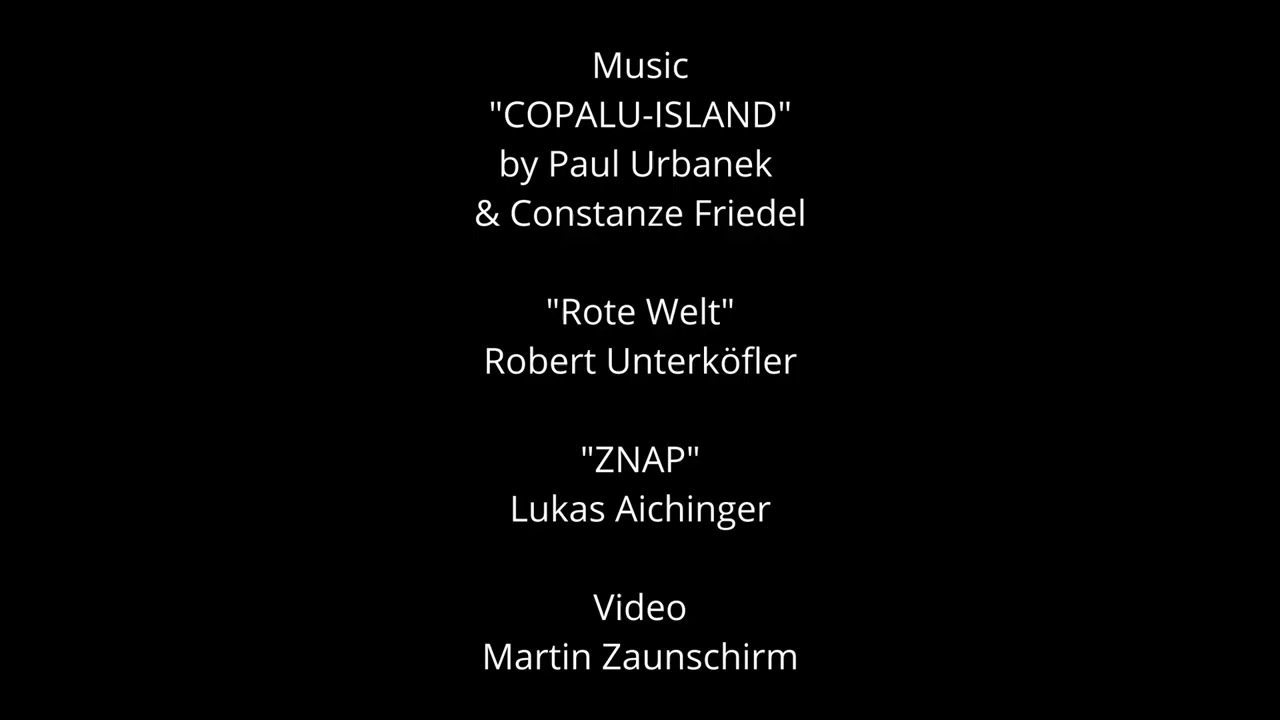 Music
"COPALU-ISLAND"
by Paul Urbanek
& Constanze Friedel
"Rote Welt"
Robert Unterköfler
"ZNAP"
Lukas Aichinger
Video
Martin Zaunschirm